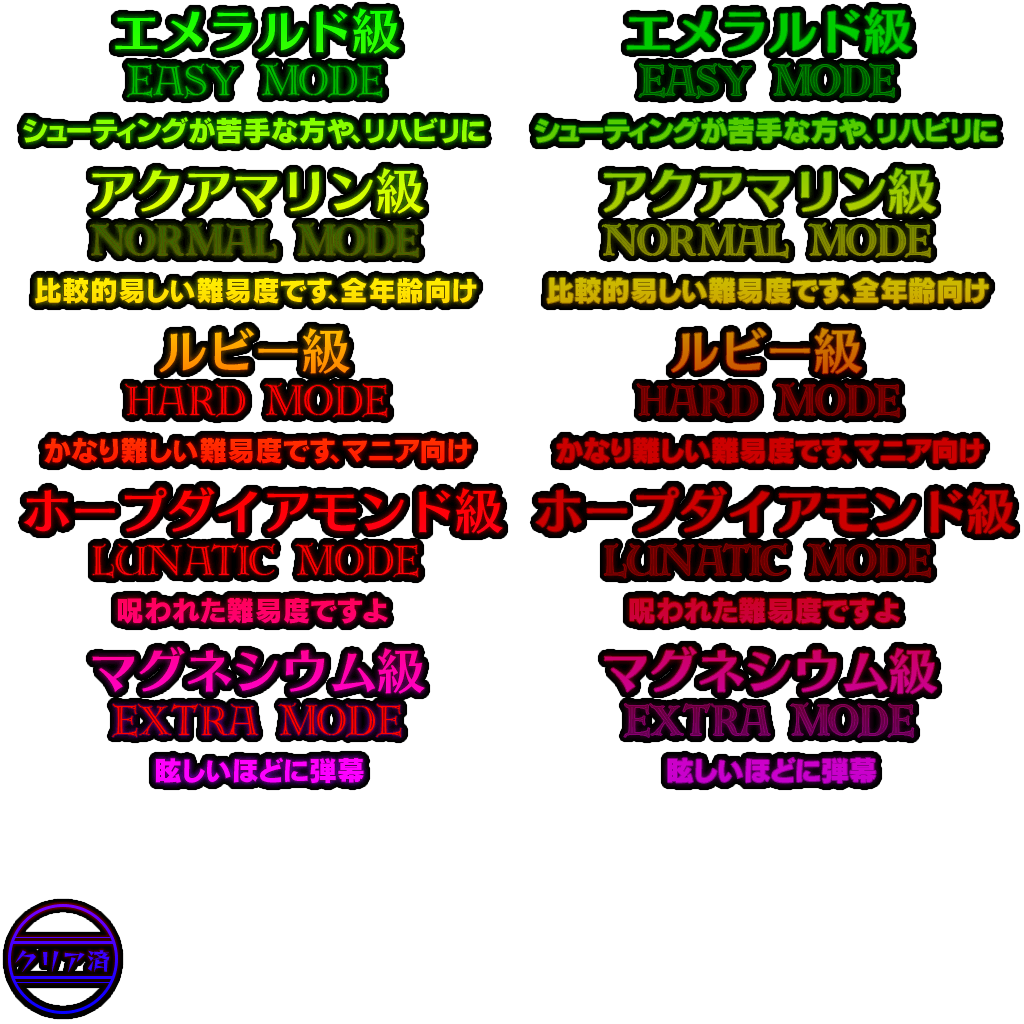 エメラルド級
EASY MODE
シューティングが苦手な方や、リハビリに
アクアマリン級
NORMAL MODE
比較的易しい難易度です、全年齢向け
ルビー級
HARD MODE
かなり難しい難易度です、マニア向け
ホープダイアモンド級
LUNATIC MODE
呪われた難易度ですよ
マグネシウム級
EXTRA MODE
眩しいほどに弾幕
エメラルド級
EASY MODE
シューティングが苦手な方や、リハビリに
アクアマリン級
NORMAL MODE
比較的易しい難易度です、全年齢向け
ルビー級
HARD MODE
かなり難しい難易度です、マニア向け
ホープダイアモンド級
LUNATIC MODE
呪われた難易度ですよ
マグネシウム級
EXTRA MODE
眩しいほどに弾幕
クリア済